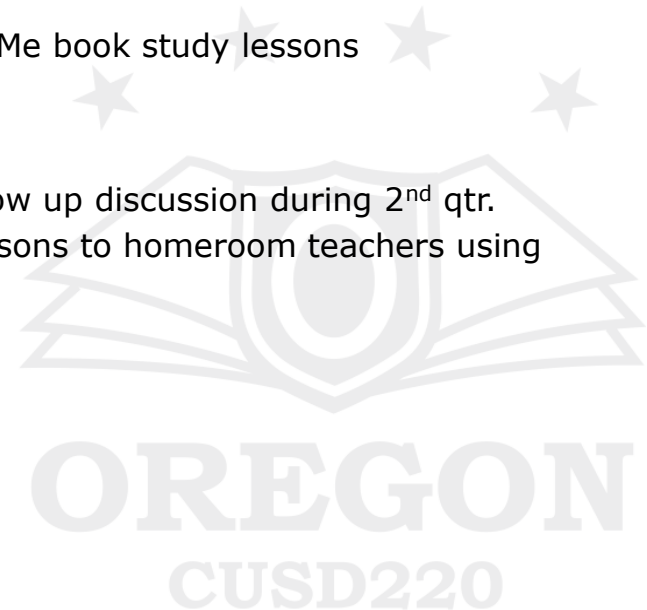 Me book study lessons
ow up discussion during 2nd qtr.
sons to homeroom teachers using
OREGON
CUSD220